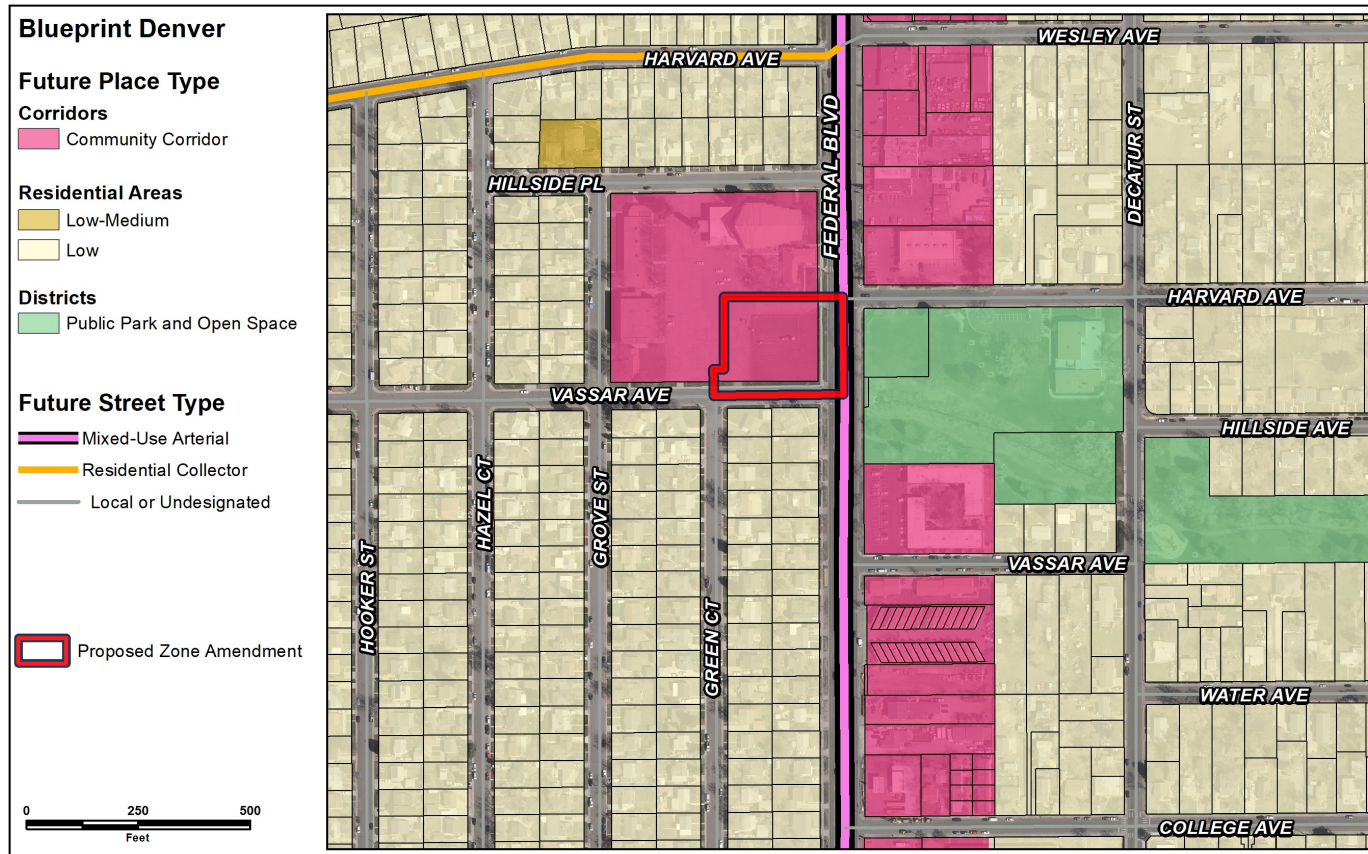 Blueprint Denver
Future Place Type
Corridors
Community Corridor
Residential Areas
Low-Medium
Low
Districts
Public Park and Open Space
Future Street Type
Mixed-Use Arterial
Residential Collector
Local or Undesignated
Proposed Zone Amendment
0 250 500
Feet
WESLEY AVE
HARVARD AVE
FEDERAL BLVD
DECATUR ST
HILLSIDE PL
HARVARD AVE
VASSAR AVE
HILLSIDE AVE
HOOKER ST
HAZEL CT
GROVE ST
GREEN CT
VASSAR AVE
WATER AVE
COLLEGE AVE